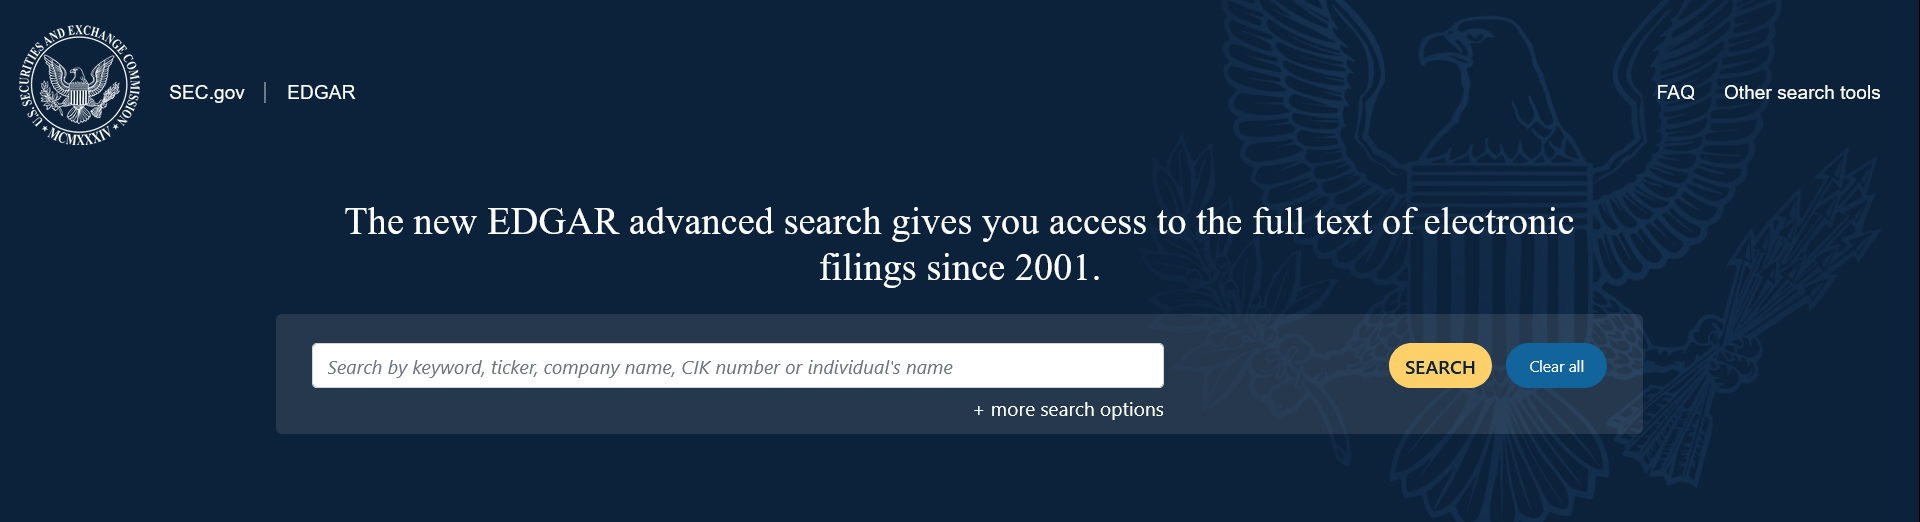 U.S. SECURITIES AND EXCHANGE COMMISSION
MCMXXXIV
SEC.gov
EDGAR
FAQ
Other search tools
The new EDGAR advanced search gives you access to the full text of electronic
filings since 2001.
Search by keyword, ticker, company name, CIK number or individual's name
SEARCH
Clear all
+ more search options